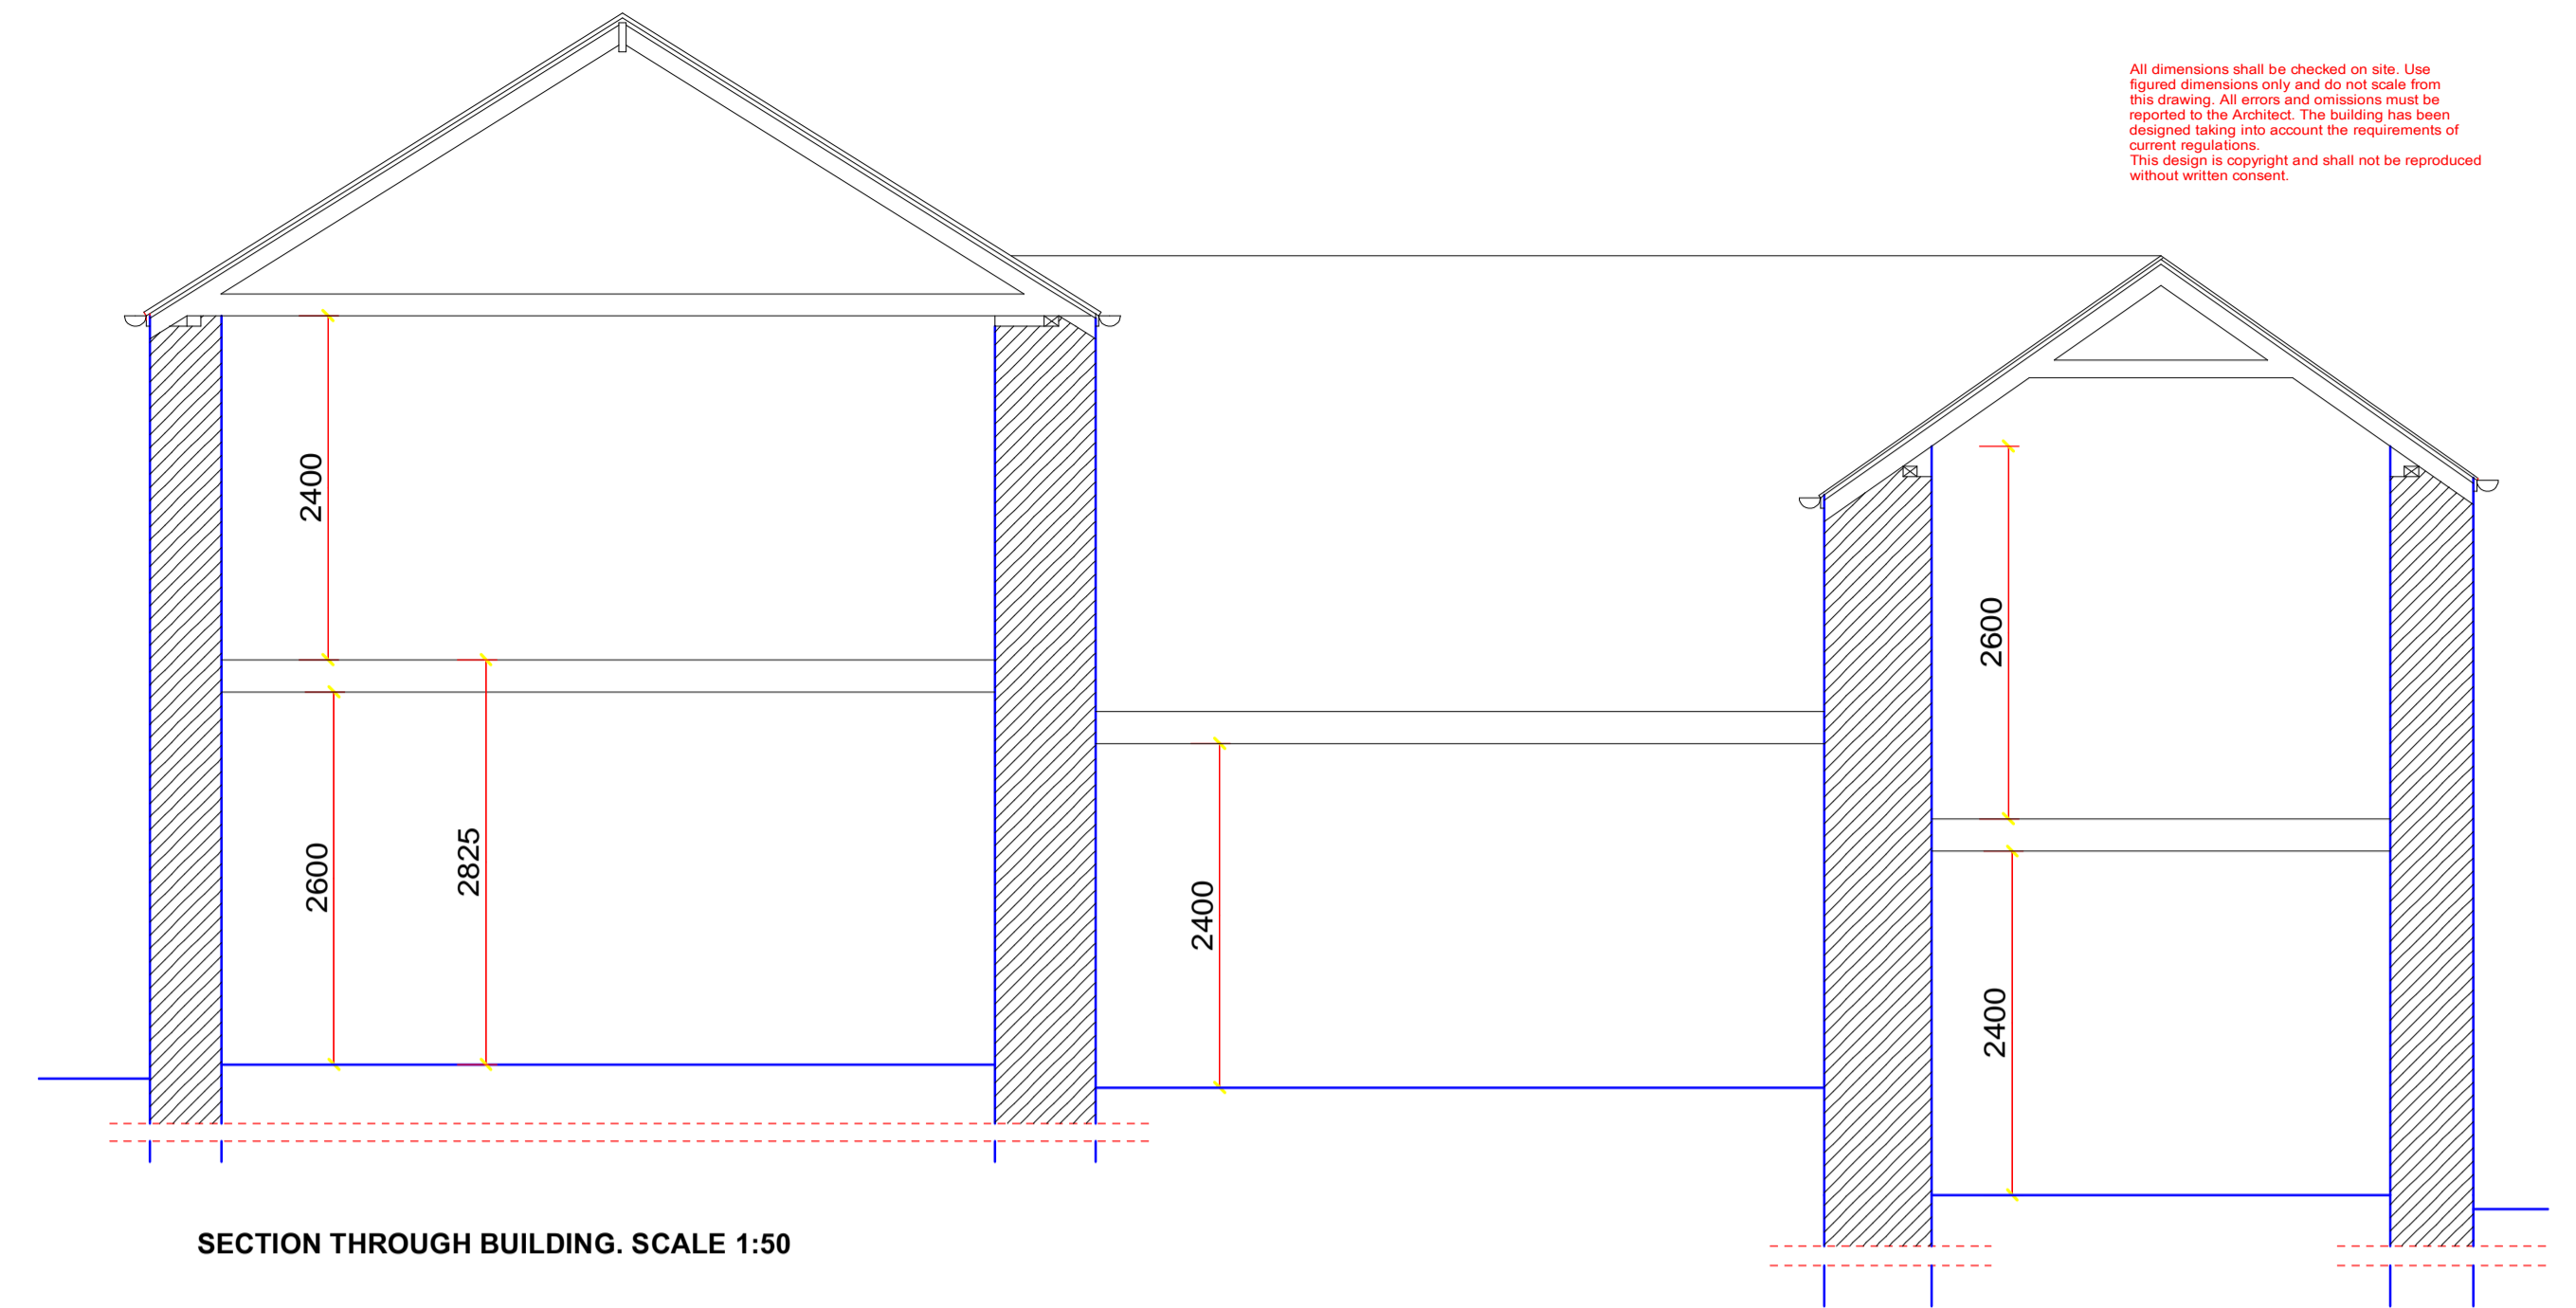 All dimensions shall be checked on site. Use
figured dimensions only and do not scale from
this drawing. All errors and omissions must be
reported to the Architect. The building has been
designed taking into account the requirements of
current regulations.
This design is copyright and shall not be reproduced
without written consent.
2400
2600
2825
2400
2600
2400
SECTION THROUGH BUILDING. SCALE 1:50